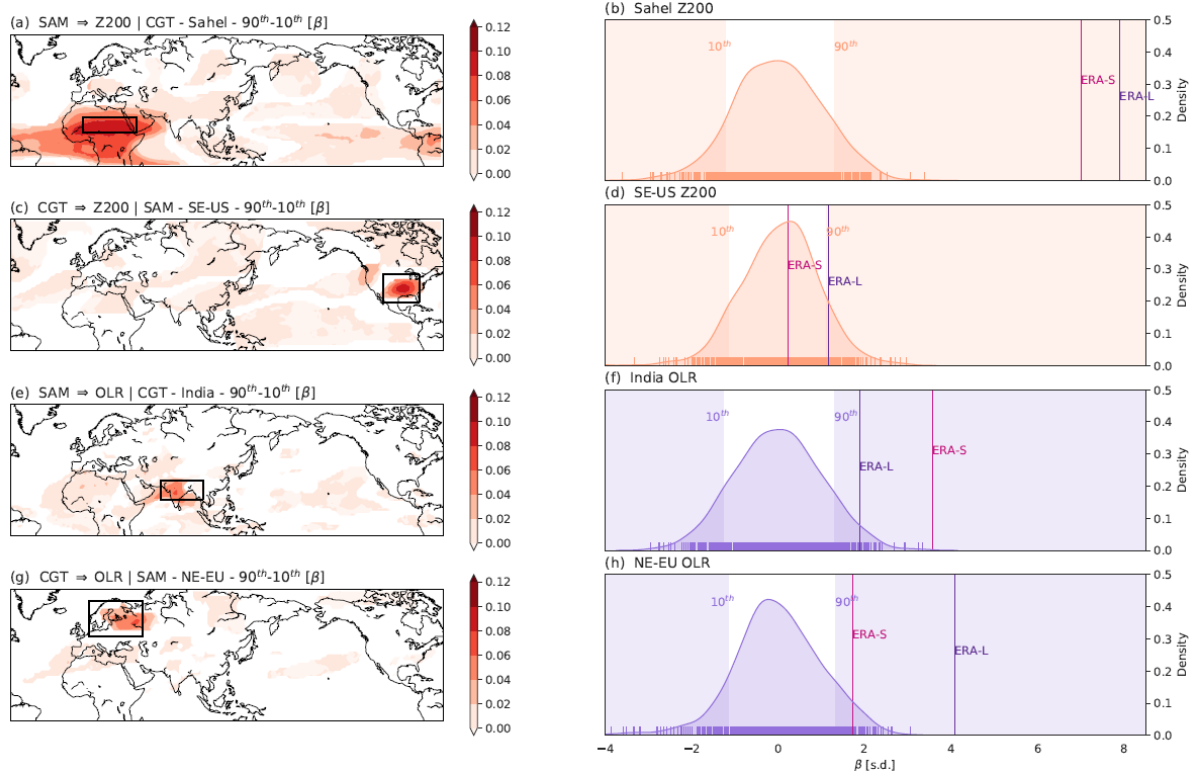 (a) SAM ⇒ Z200 | CGT - Sahel - 90th-10th [β]
0.12
0.10
0.08
0.06
0.04
0.02
0.00
(b) Sahel Z200
10th
90th
ERA-S
ERA-L
0.5
0.4
0.3
0.2
0.1
0.0
Density
(c) CGT ⇒ Z200 | SAM - SE-US - 90th-10th [β]
0.12
0.10
0.08
0.06
0.04
0.02
0.00
(d) SE-US Z200
10th
90th
ERA-S
ERA-L
0.5
0.4
0.3
0.2
0.1
0.0
Density
(e) SAM ⇒ OLR | CGT - India - 90th-10th [β]
0.12
0.10
0.08
0.06
0.04
0.02
0.00
(f) India OLR
10th
90th
ERA-S
ERA-L
0.5
0.4
0.3
0.2
0.1
0.0
Density
(g) CGT ⇒ OLR | SAM - NE-EU - 90th-10th [β]
0.12
0.10
0.08
0.06
0.04
0.02
0.00
(h) NE-EU OLR
10th
90th
ERA-S
ERA-L
0.5
0.4
0.3
0.2
0.1
0.0
Density
−4 −2 0 2 4 6 8
β [s.d.]